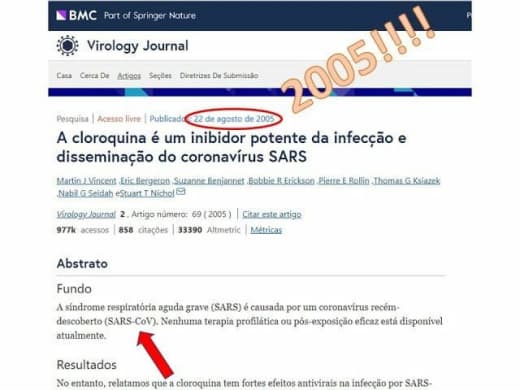 BMC Part of Springer Nature
Virology Journal
Casa Cerca De Artigos Seções Diretrizes De Submissão
2005!!!!
Pesquisa | Acesso livre | Publicado: 22 de agosto de 2005
A cloroquina é um inibidor potente da infecção e
disseminação do coronavírus SARS
Martin J Vincent ,Eric Bergeron ,Suzanne Benjannet ,Bobbie R Erickson ,Pierre E Rollin ,Thomas G Ksiazek
,Nabil G Seidah eStuart T Nichol
Virology Journal 2 , Artigo número: 69 ( 2005 ) | Citar este artigo
977k acessos | 858 citações | 33390 Altmetric | Métricas
Abstrato
Fundo
A síndrome respiratória aguda grave (SARS) é causada por um coronavírus recém-
descoberto (SARS-CoV). Nenhuma terapia profilática ou pós-exposição eficaz está disponível
atualmente.
Resultados
No entanto, relatamos que a cloroquina tem fortes efeitos antivirais na infecção por SARS-